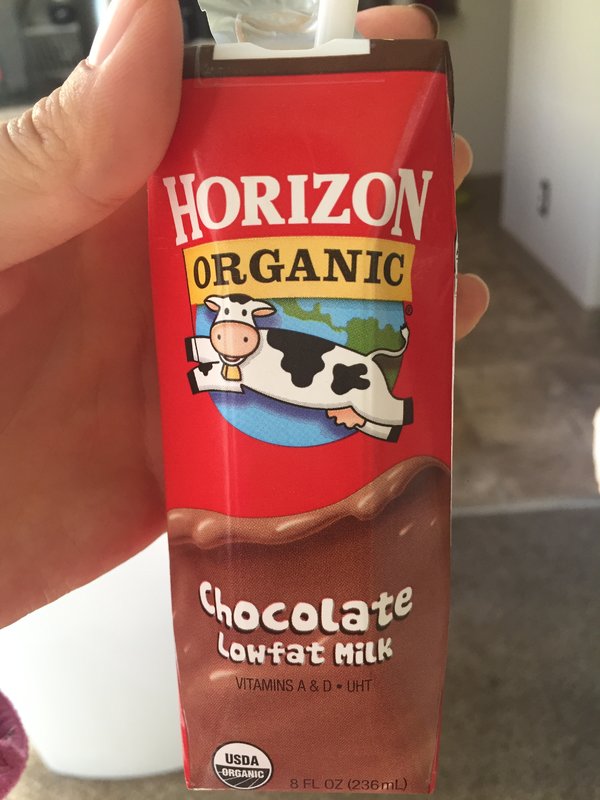 HORIZON
ORGANIC
®
Chocolate
Lowfat Milk
VITAMINS A & D • UHT
USDA
ORGANIC
8 FL OZ (236mL)